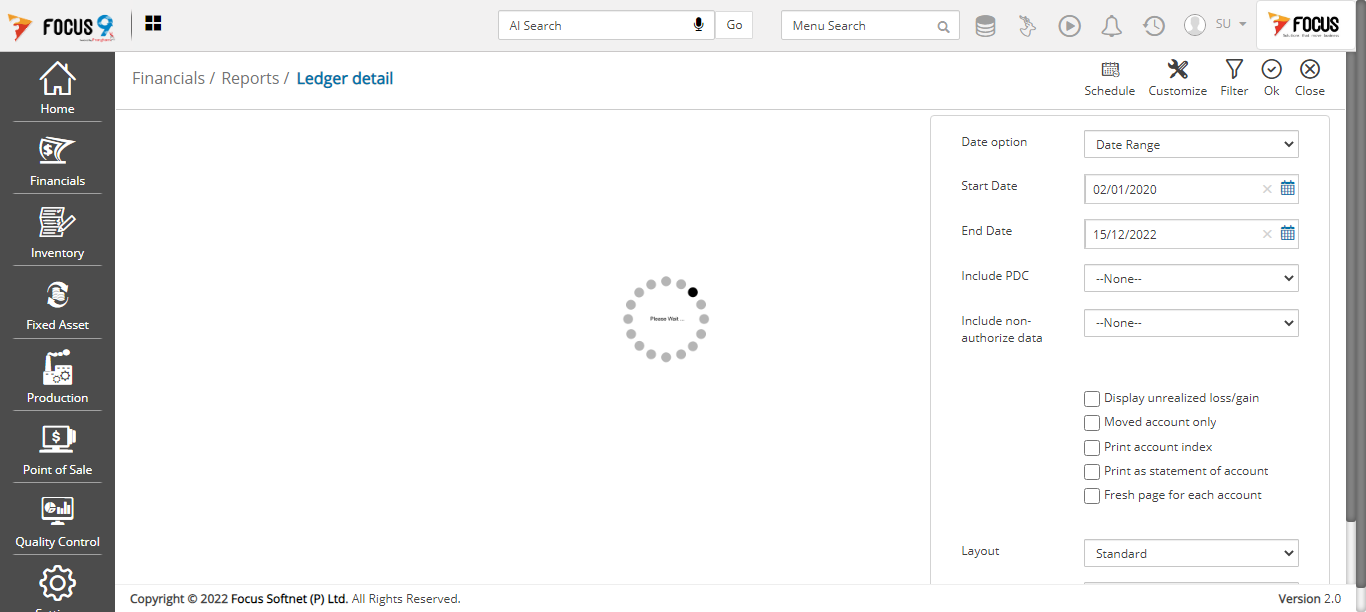 FOCUS 9
AI Search
Go
Menu Search
SU
FOCUS
Financials / Reports / Ledger detail
Schedule
Customize
Filter
Ok
Close
Home
Financials
Inventory
Fixed Asset
Production
Point of Sale
Quality Control
Please Wait ...
Date option
Date Range
Start Date
02/01/2020
End Date
15/12/2022
Include PDC
--None--
Include non-
authorize data
--None--
Display unrealized loss/gain
Moved account only
Print account index
Print as statement of account
Fresh page for each account
Layout
Standard
Copyright © 2022 Focus Softnet (P) Ltd. All Rights Reserved.
Version 2.0